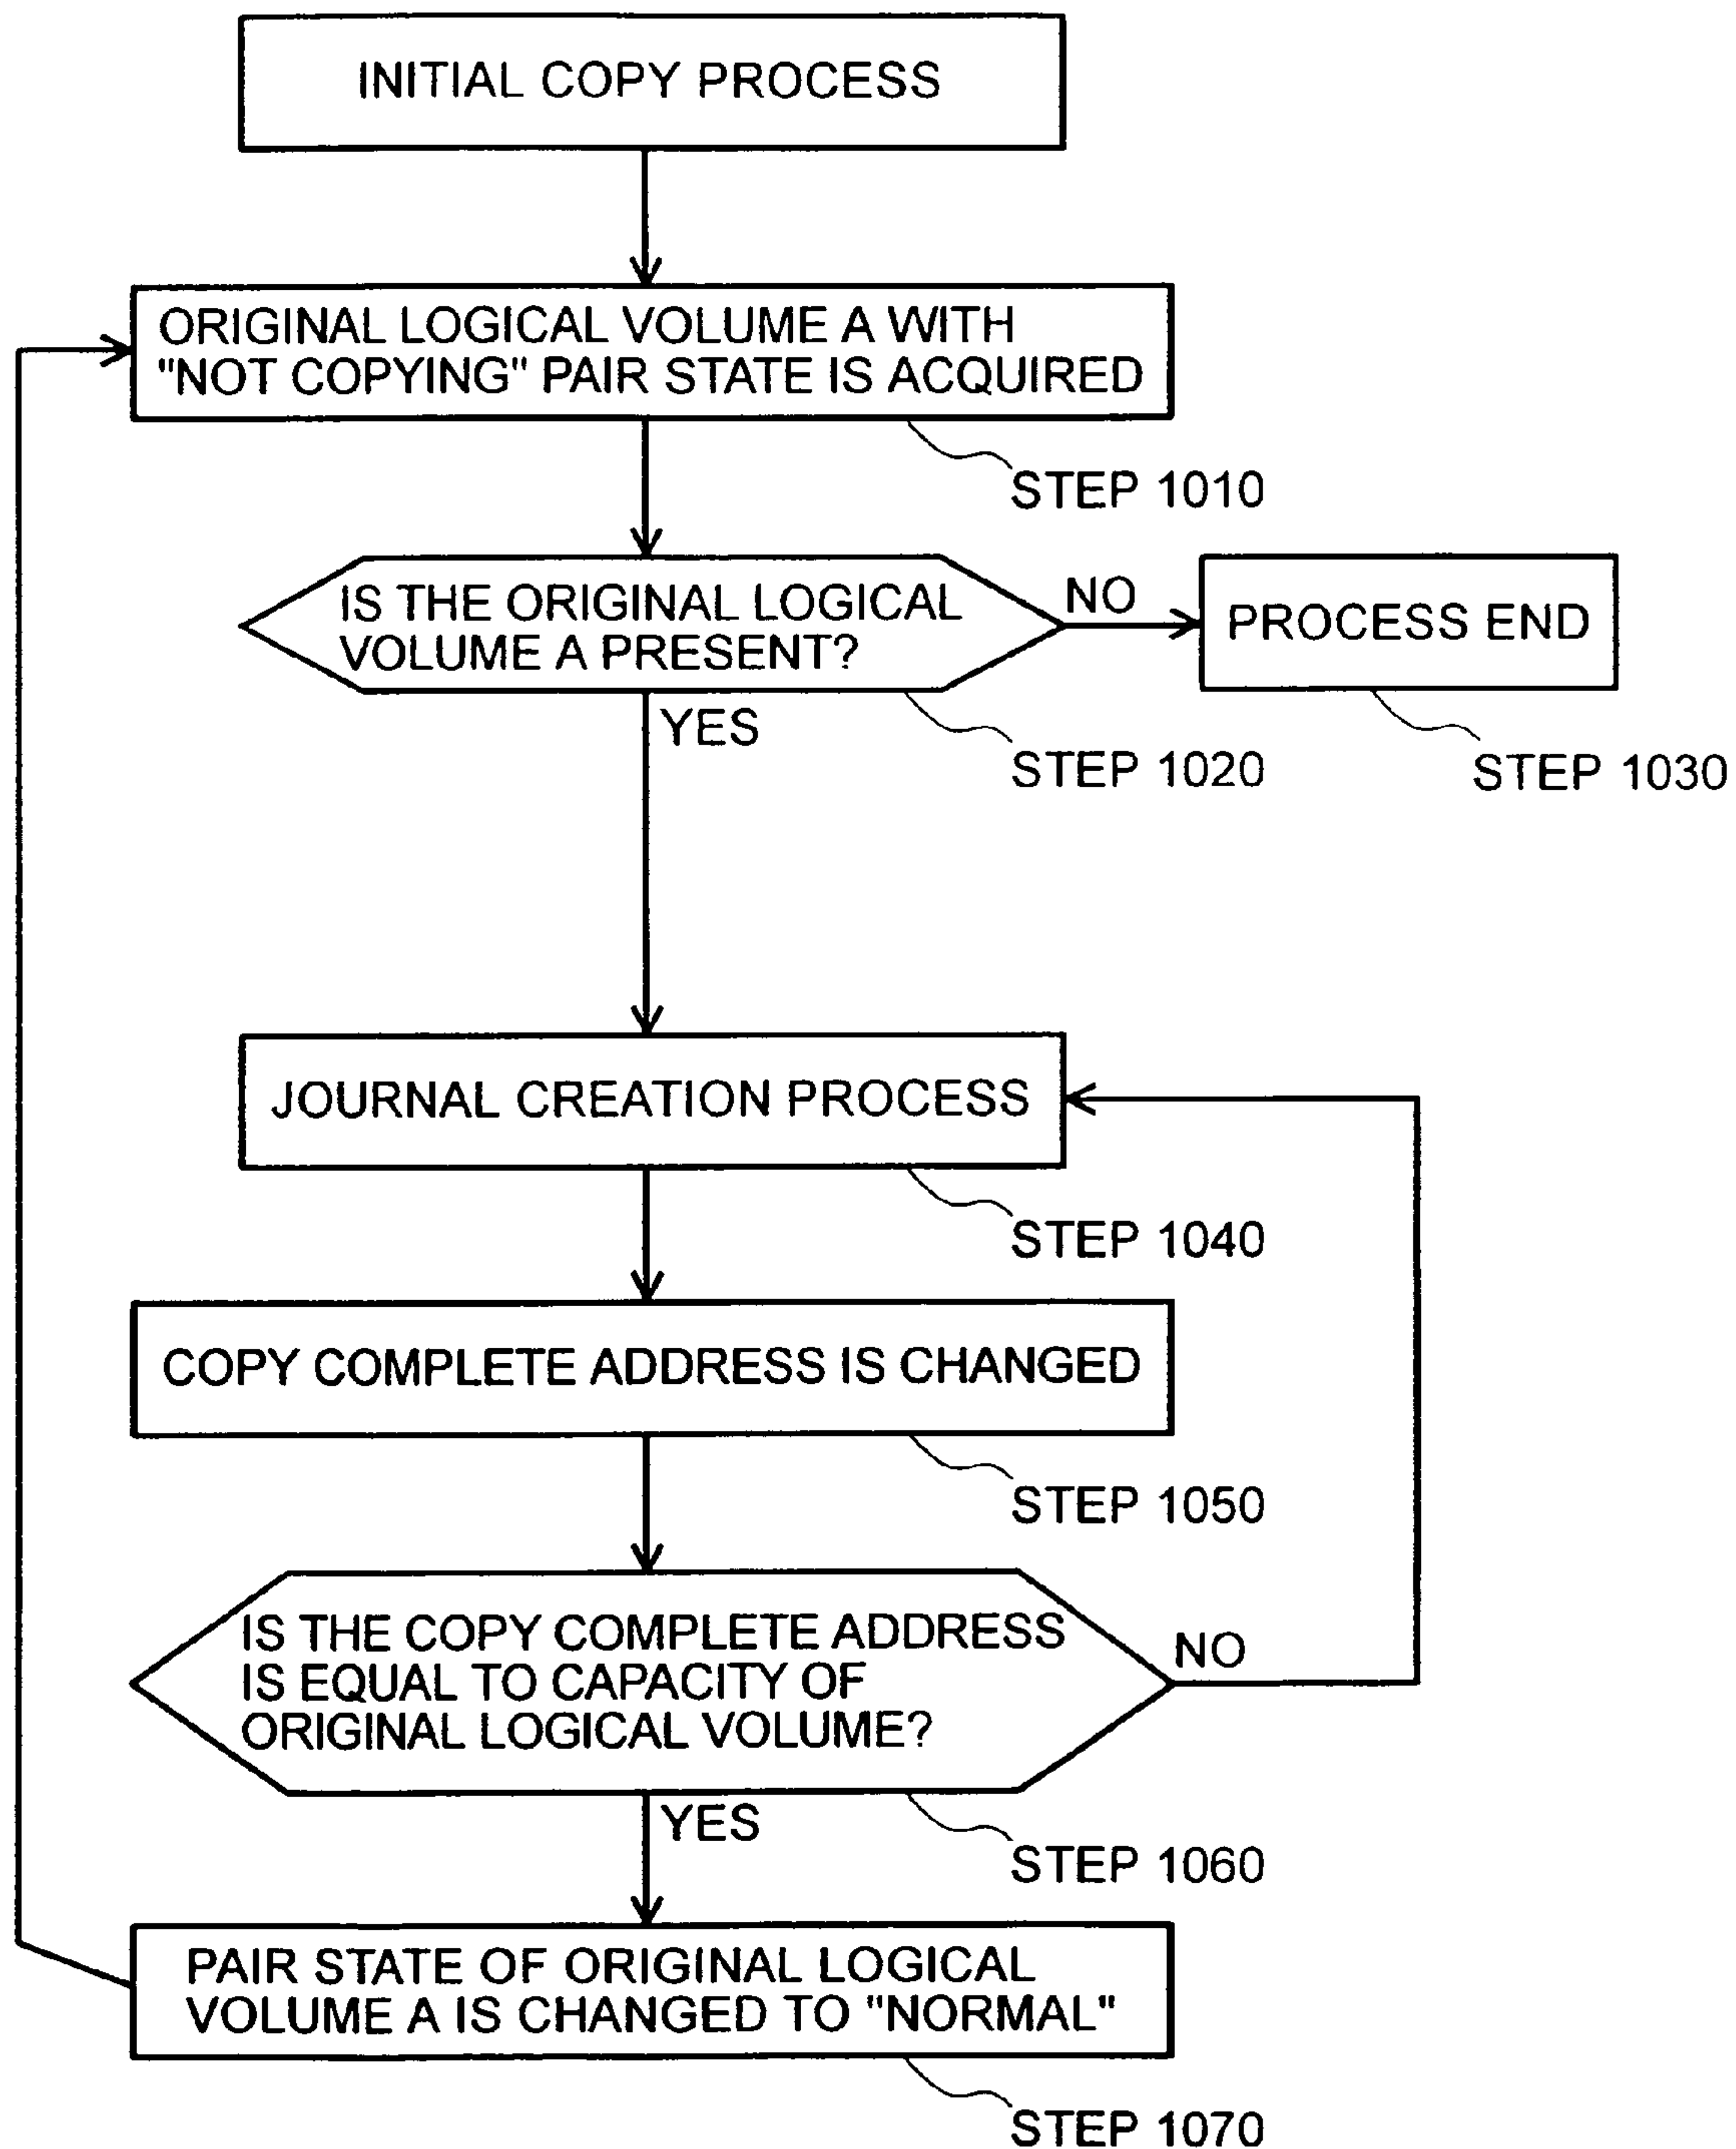 INITIAL COPY PROCESS
ORIGINAL LOGICAL VOLUME A WITH
"NOT COPYING" PAIR STATE IS ACQUIRED
STEP 1010
IS THE ORIGINAL LOGICAL
VOLUME A PRESENT?
NO
PROCESS END
YES
STEP 1020
STEP 1030
JOURNAL CREATION PROCESS
STEP 1040
COPY COMPLETE ADDRESS IS CHANGED
STEP 1050
IS THE COPY COMPLETE ADDRESS
IS EQUAL TO CAPACITY OF
ORIGINAL LOGICAL VOLUME?
NO
YES
STEP 1060
PAIR STATE OF ORIGINAL LOGICAL
VOLUME A IS CHANGED TO "NORMAL"
STEP 1070